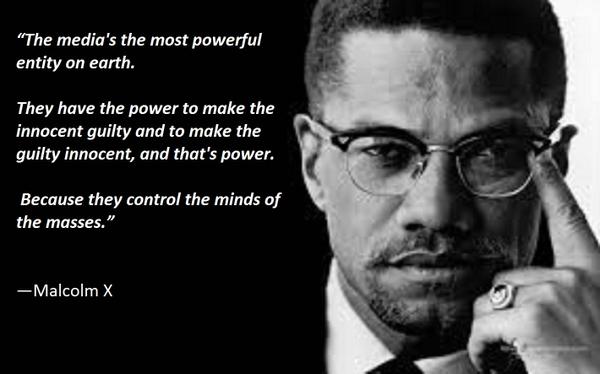 “The media's the most powerful
entity on earth.
They have the power to make the
innocent guilty and to make the
guilty innocent, and that's power.
Because they control the minds of
the masses.”
—Malcolm X